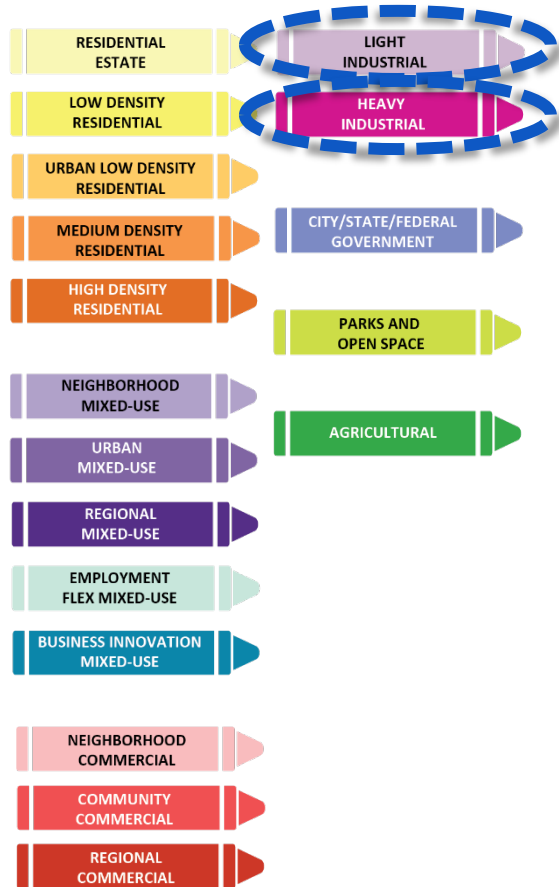 RESIDENTIAL
ESTATE
LOW DENSITY
RESIDENTIAL
URBAN LOW DENSITY
RESIDENTIAL
MEDIUM DENSITY
RESIDENTIAL
HIGH DENSITY
RESIDENTIAL
NEIGHBORHOOD
MIXED-USE
URBAN
MIXED-USE
REGIONAL
MIXED-USE
EMPLOYMENT
FLEX MIXED-USE
BUSINESS INNOVATION
MIXED-USE
NEIGHBORHOOD
COMMERCIAL
COMMUNITY
COMMERCIAL
REGIONAL
COMMERCIAL
LIGHT
INDUSTRIAL
HEAVY
INDUSTRIAL
CITY/STATE/FEDERAL
GOVERNMENT
PARKS AND
OPEN SPACE
AGRICULTURAL